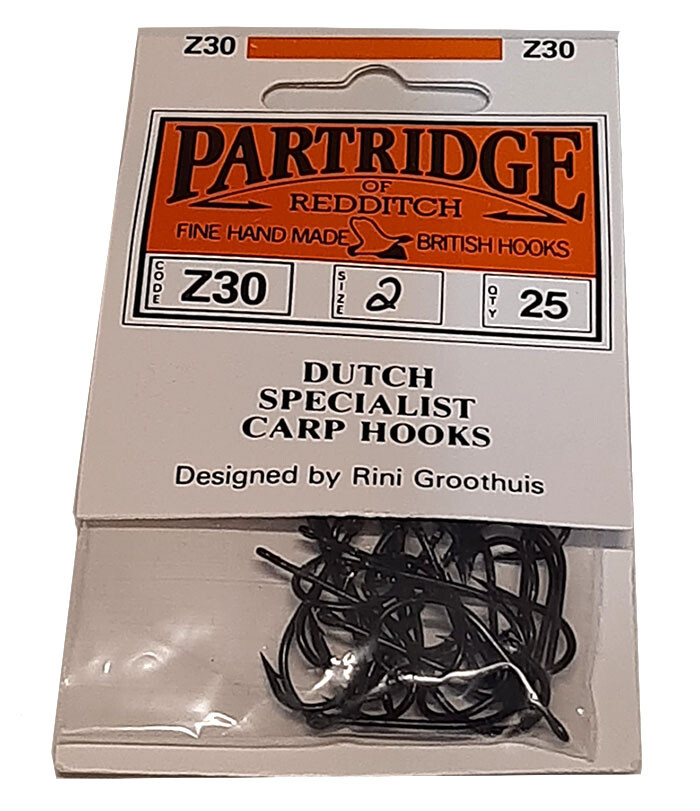 Z30 Z30
PARTRIDGE
OF
REDDITCH
FINE HAND MADE BRITISH HOOKS
CODE Z30 SIZE 2 QTY 25
DUTCH
SPECIALIST
CARP HOOKS
Designed by Rini Groothuis